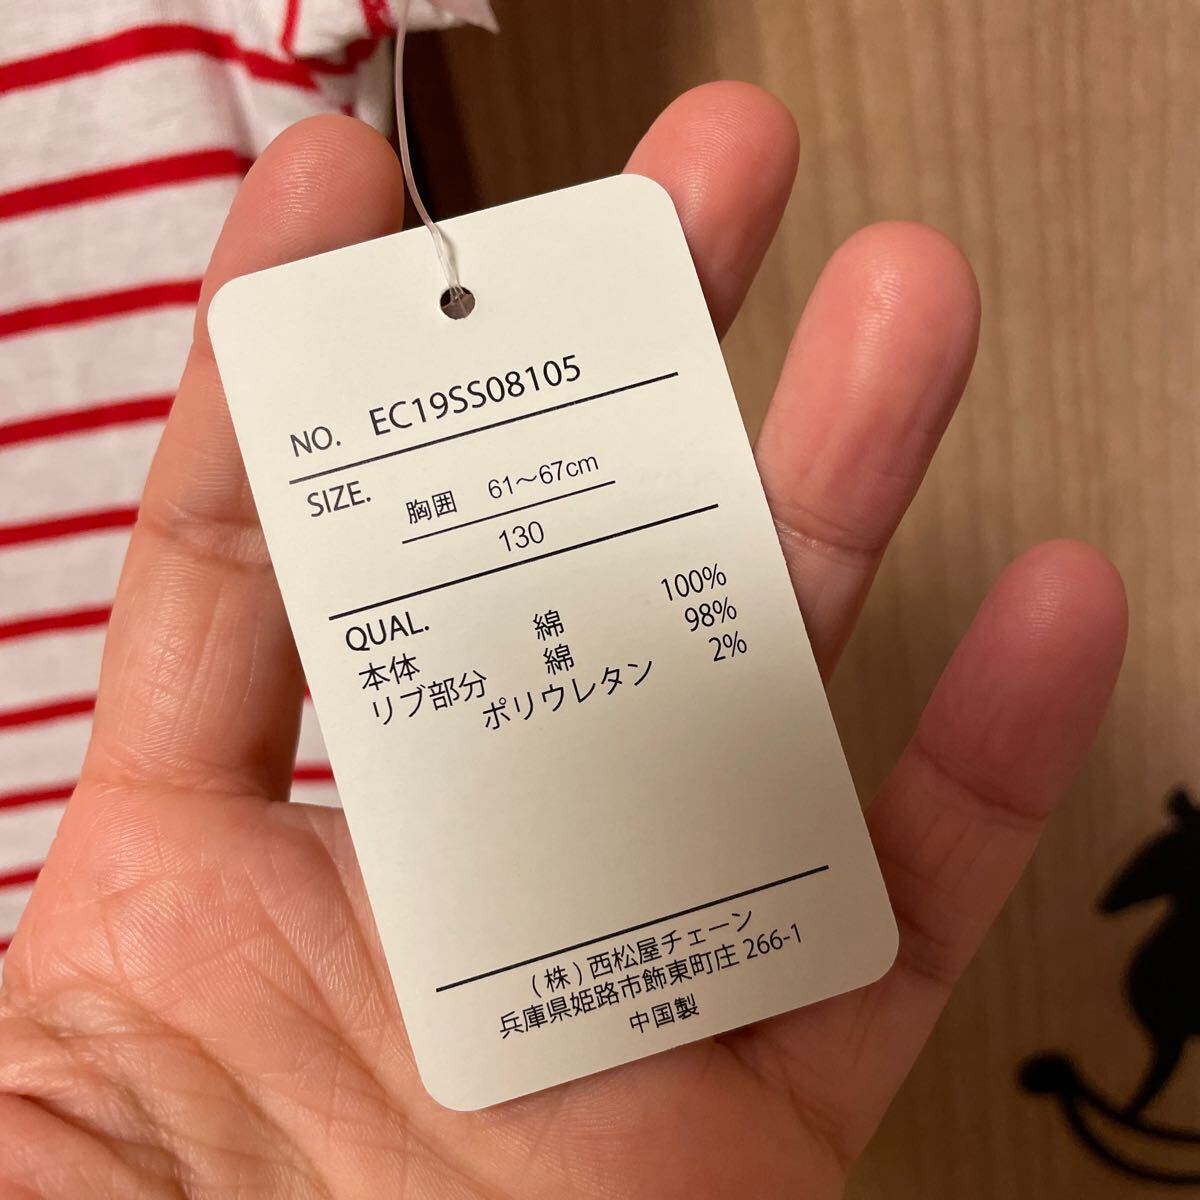 NO. EC19SS08105
SIZE. 胸囲 61～67cm
130
QUAL.
本体 綿 100%
リブ部分 綿 98%
ポリウレタン 2%
(株)西松屋チェーン
兵庫県姫路市飾東町庄 266-1
中国製